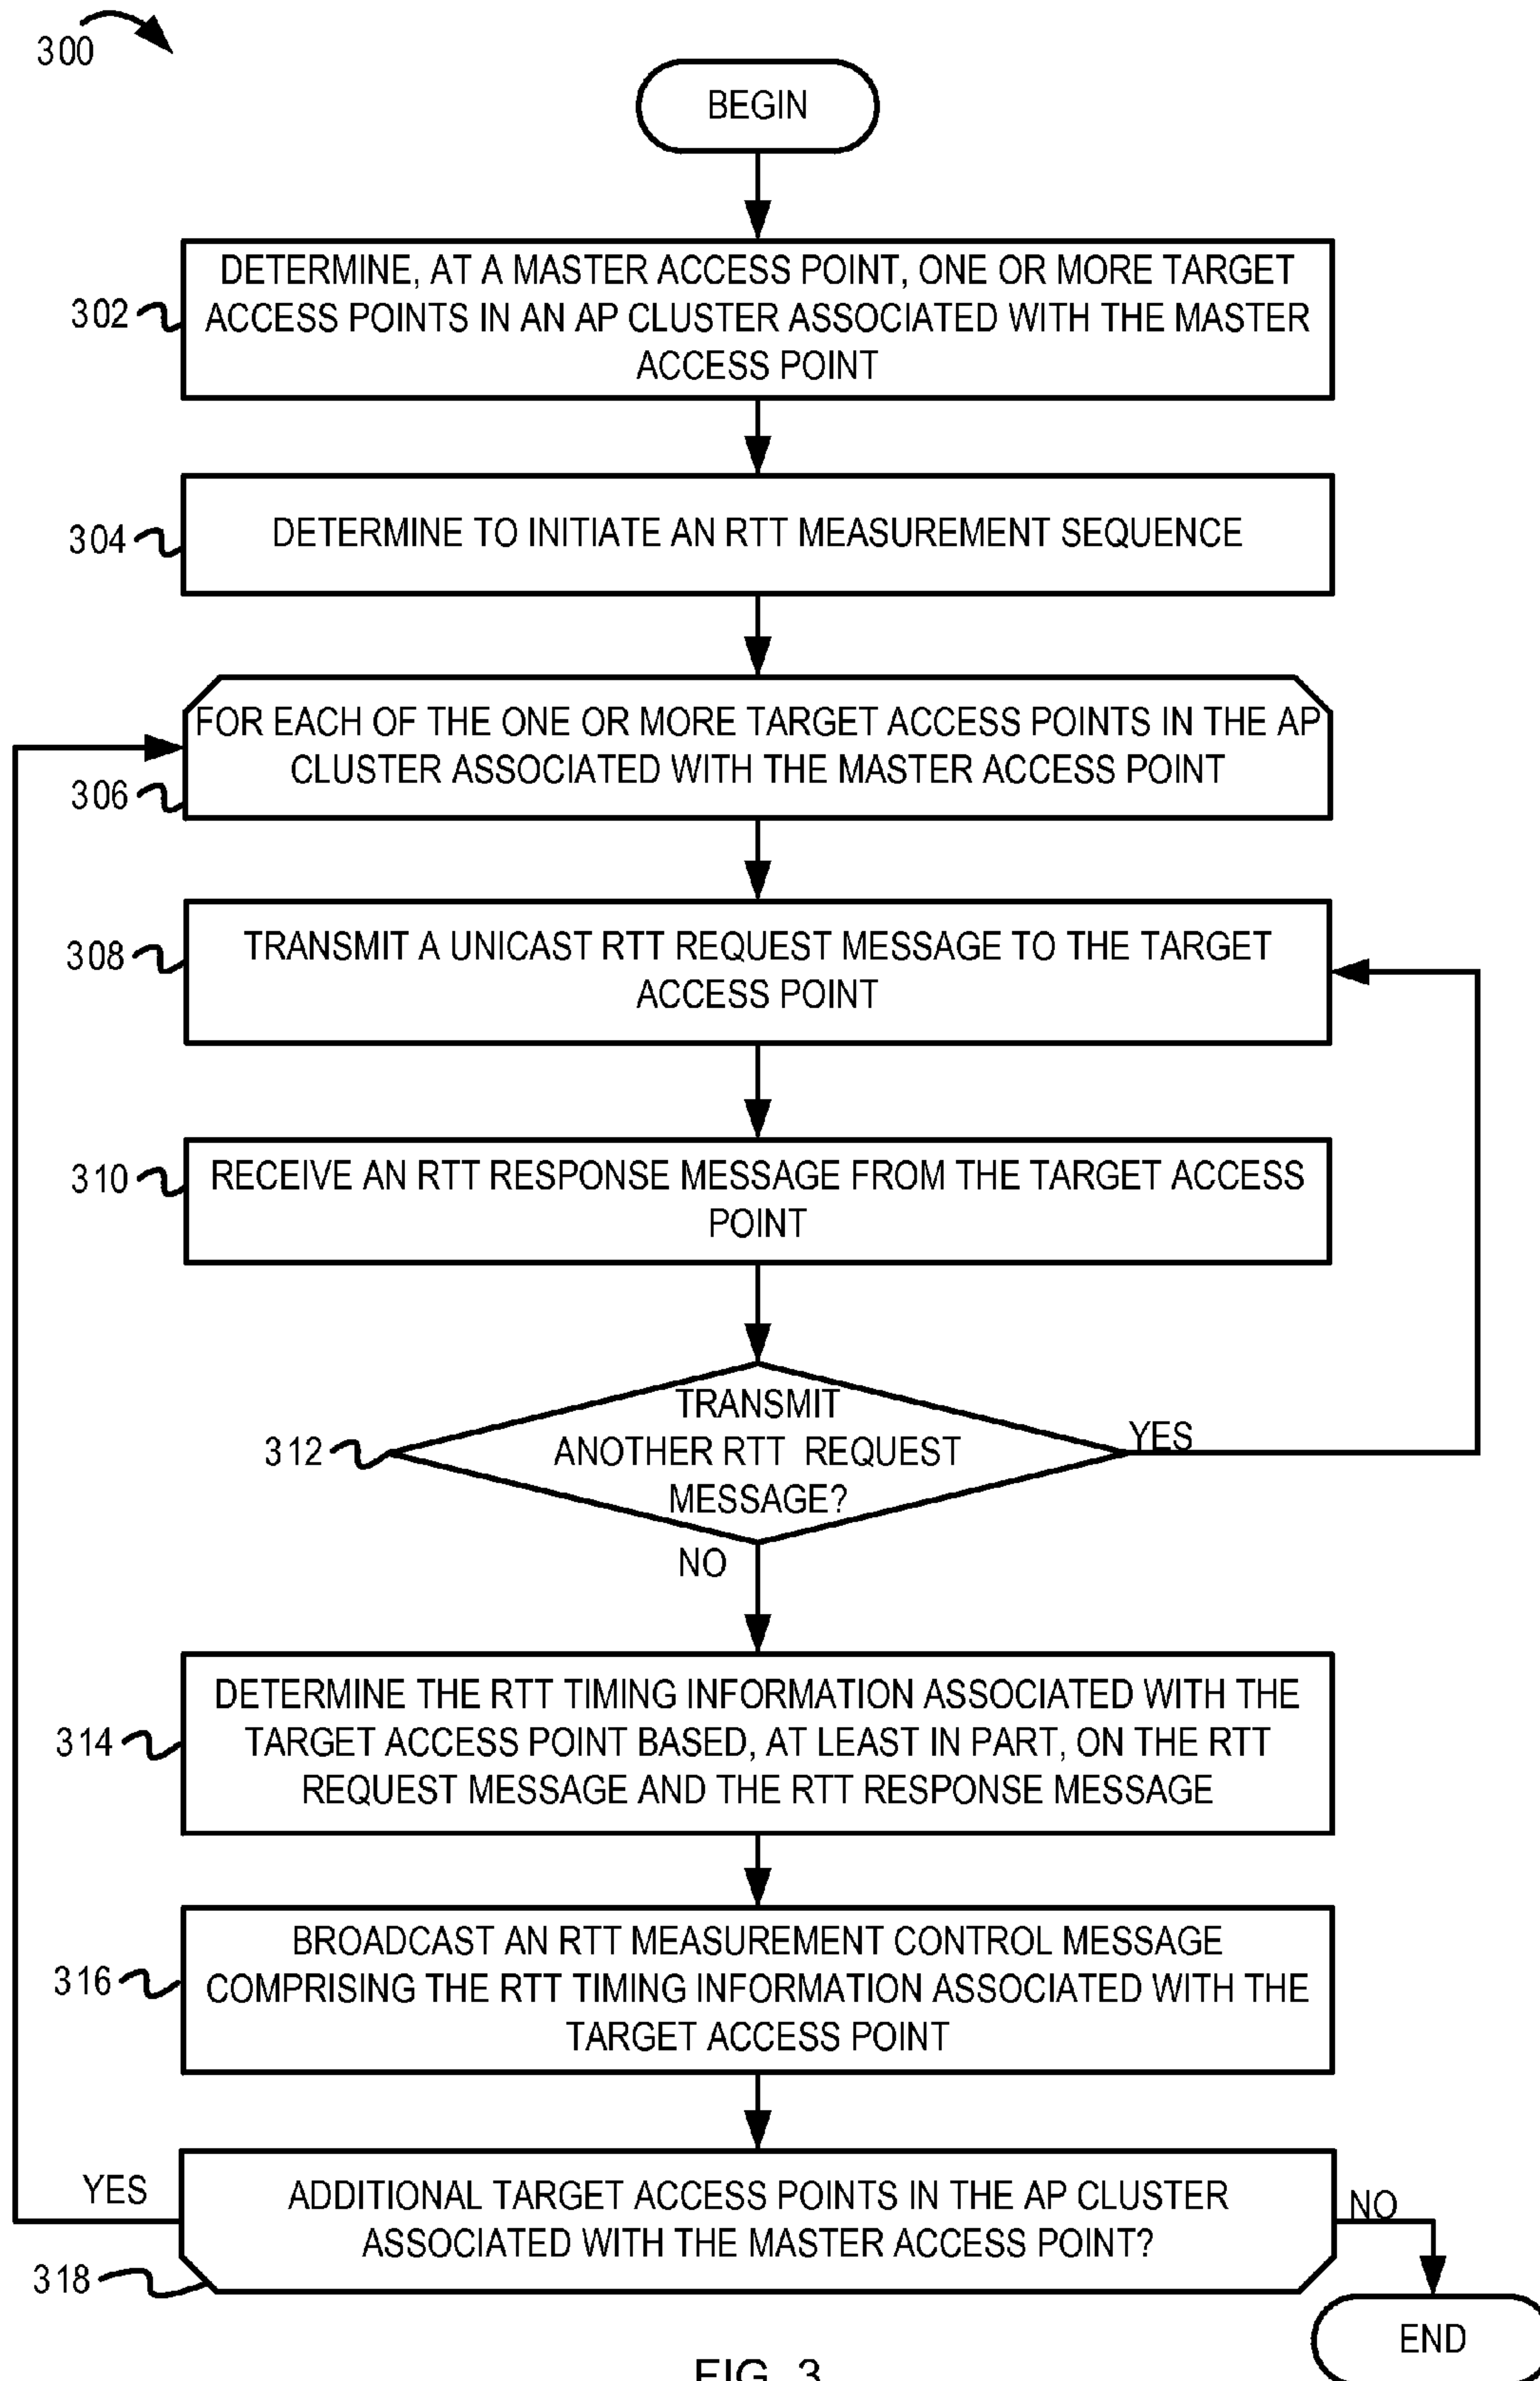 300
BEGIN
302
DETERMINE, AT A MASTER ACCESS POINT, ONE OR MORE TARGET
ACCESS POINTS IN AN AP CLUSTER ASSOCIATED WITH THE MASTER
ACCESS POINT
304
DETERMINE TO INITIATE AN RTT MEASUREMENT SEQUENCE
306
FOR EACH OF THE ONE OR MORE TARGET ACCESS POINTS IN THE AP
CLUSTER ASSOCIATED WITH THE MASTER ACCESS POINT
308
TRANSMIT A UNICAST RTT REQUEST MESSAGE TO THE TARGET
ACCESS POINT
310
RECEIVE AN RTT RESPONSE MESSAGE FROM THE TARGET ACCESS
POINT
312
TRANSMIT
ANOTHER RTT REQUEST
MESSAGE?
YES
NO
314
DETERMINE THE RTT TIMING INFORMATION ASSOCIATED WITH THE
TARGET ACCESS POINT BASED, AT LEAST IN PART, ON THE RTT
REQUEST MESSAGE AND THE RTT RESPONSE MESSAGE
316
BROADCAST AN RTT MEASUREMENT CONTROL MESSAGE
COMPRISING THE RTT TIMING INFORMATION ASSOCIATED WITH THE
TARGET ACCESS POINT
YES
318
ADDITIONAL TARGET ACCESS POINTS IN THE AP CLUSTER
ASSOCIATED WITH THE MASTER ACCESS POINT?
NO
END
FIG. 3